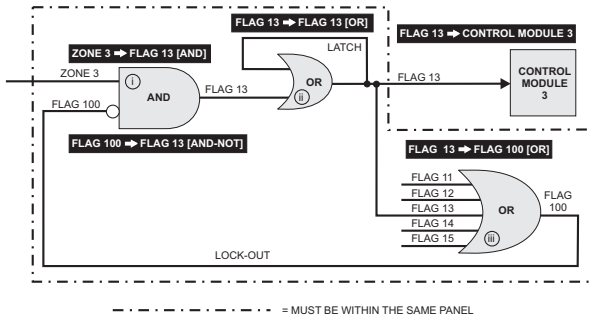 FLAG 13 ➡ FLAG 13 [OR]
LATCH
FLAG 13 ➡ CONTROL MODULE 3
ZONE 3 ➡ FLAG 13 [AND]
ZONE 3
i
AND
FLAG 13
OR
ii
FLAG 13
CONTROL
MODULE
3
FLAG 100
FLAG 100 ➡ FLAG 13 [AND-NOT]
FLAG 13 ➡ FLAG 100 [OR]
FLAG 11
FLAG 12
FLAG 13
FLAG 14
FLAG 15
OR
iii
FLAG
100
LOCK-OUT
= MUST BE WITHIN THE SAME PANEL